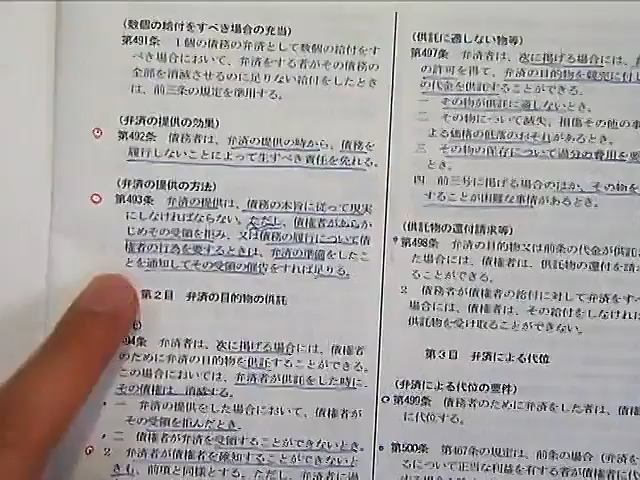 (数個の給付をすべき場合の充当)
第491条 1個の債務の弁済として数個の給付をす
べき場合において、弁済をする者がその債務の
全部を消滅させるのに足りない給付をしたとき
は、前三条の規定を準用する。
(弁済の提供の効果)
第492条 債務者は、弁済の提供の時から、債務を
履行しないことによって生ずべき責任を免れる。
(弁済の提供の方法)
第493条 弁済の提供は、債務の本旨に従って現実
にしなければならない。ただし、債権者があらか
じめその受領を拒み、又は債務の履行について債
権者の行為を要するときは、弁済の準備をしたこ
とを通知してその受領の催告をすれば足りる。
第2目 弁済の目的物の供託
94条 弁済者は、次に掲げる場合には、債権者
のために弁済の目的物を供託することができる。
この場合においては、弁済者が供託をした時に、
その債権は、消滅する。
一 弁済の提供をした場合において、債権者が
その受領を拒んだとき。
二 債権者が弁済を受領することができないとき。
2 弁済者が債権者を確知することができないと
きも、前項と同様とする。ただし、弁済者に過
(供託に適しない物等)
第497条 弁済者は、次に掲げる場合には、
の許可を得て、弁済の目的物を競売に付し
の代金を供託することができる。
一 その物が供託に適しないとき。
二 その物について滅失、損傷その他の事
よる価格の低落のおそれがあるとき。
三 その物の保存について過分の費用を要
とき。
四 前三号に掲げる場合のほか、その物を
することが困難な事情があるとき。
(供託物の還付請求等)
第498条 弁済の目的物又は前条の代金が供託
た場合には、債権者は、供託物の還付を請
ることができる。
2 債務者が債権者の給付に対して弁済をす
場合には、債権者は、その給付をしなけれ
供託物を受け取ることができない。
第3目 弁済による代位
(弁済による代位の要件)
第499条 債務者のために弁済をした者は、債
に代位する。
第500条 第467条の規定は、前条の場合(弁済を
るについて正当な利益を有する者が債権者に代